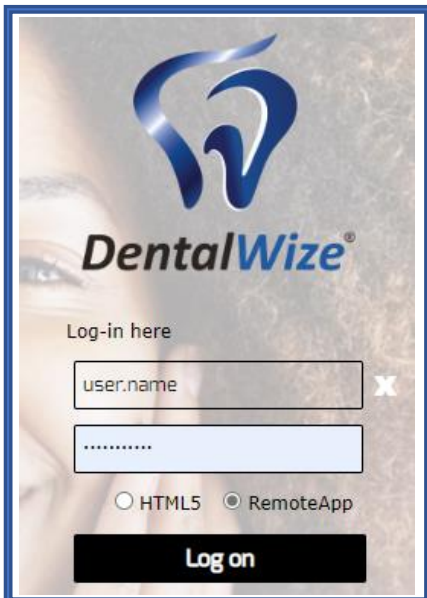 DentalWize®
Log-in here
user.name
•••••••••••
HTML5 RemoteApp
Log on